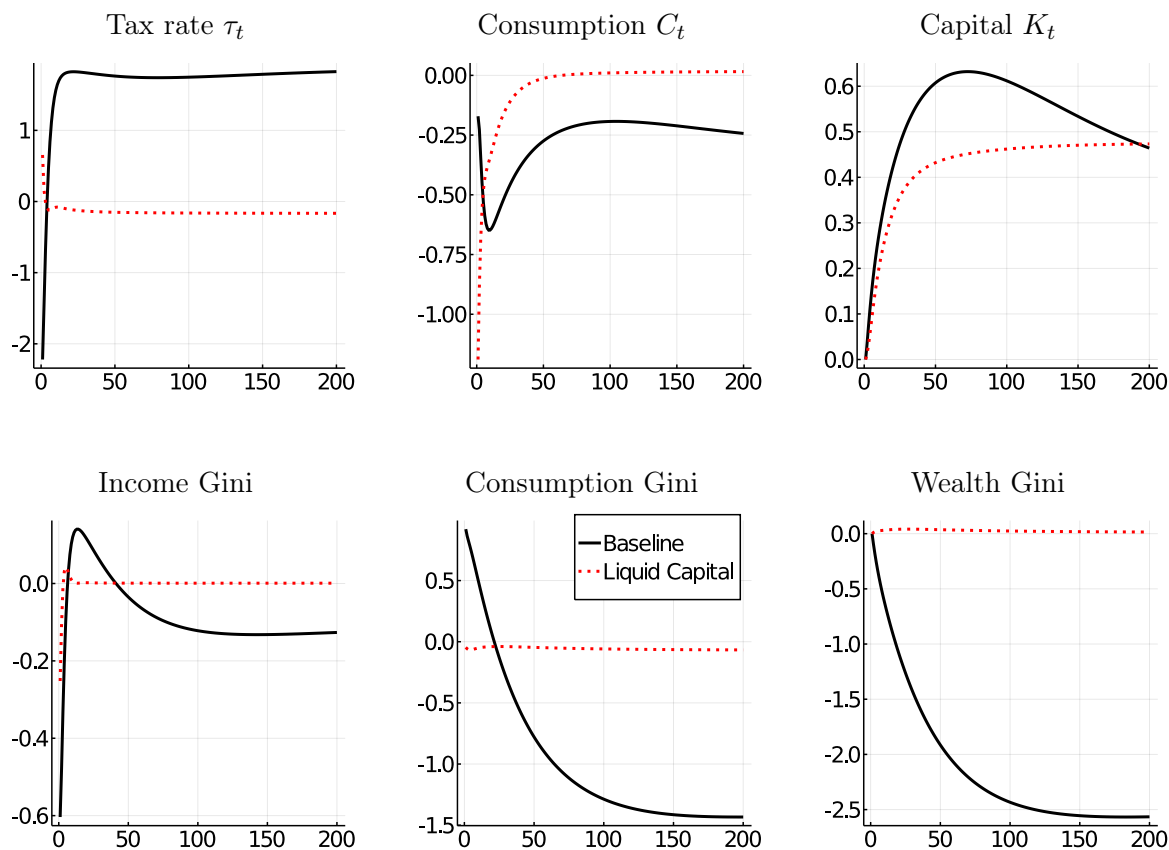 Tax rate τt
Consumption Ct
Capital Kt
1
0
-1
-2
0 50 100 150 200
0.00
-0.25
-0.50
-0.75
-1.00
0 50 100 150 200
0.6
0.5
0.4
0.3
0.2
0.1
0.0
0 50 100 150 200
Income Gini
Consumption Gini
Wealth Gini
0.0
-0.2
-0.4
-0.6
0 50 100 150 200
0.5
0.0
-0.5
-1.0
-1.5
0 50 100 150 200
Baseline
Liquid Capital
0.0
-0.5
-1.0
-1.5
-2.0
-2.5
0 50 100 150 200